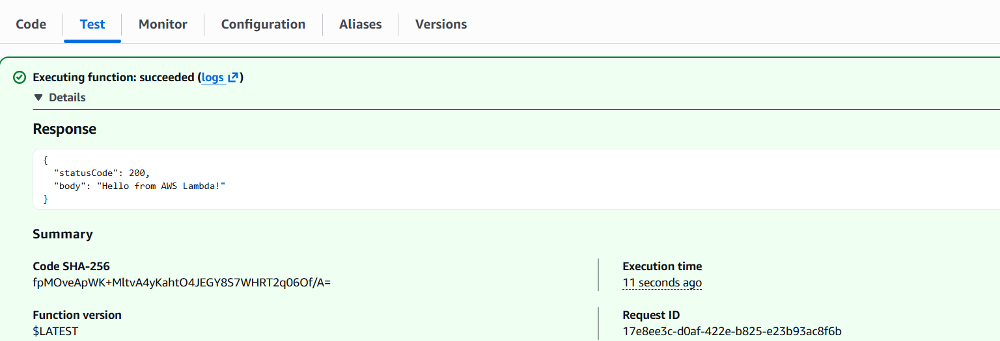 Code Test Monitor Configuration Aliases Versions
Executing function: succeeded (logs)
Details
Response
{
"statusCode": 200,
"body": "Hello from AWS Lambda!"
}
Summary
Code SHA-256
fpMOveApWK+MltvA4yKahtO4JEGY8S7WHRT2q06Of/A=
Execution time
11 seconds ago
Function version
$LATEST
Request ID
17e8ee3c-d0af-422e-b825-e23b93ac8f6b